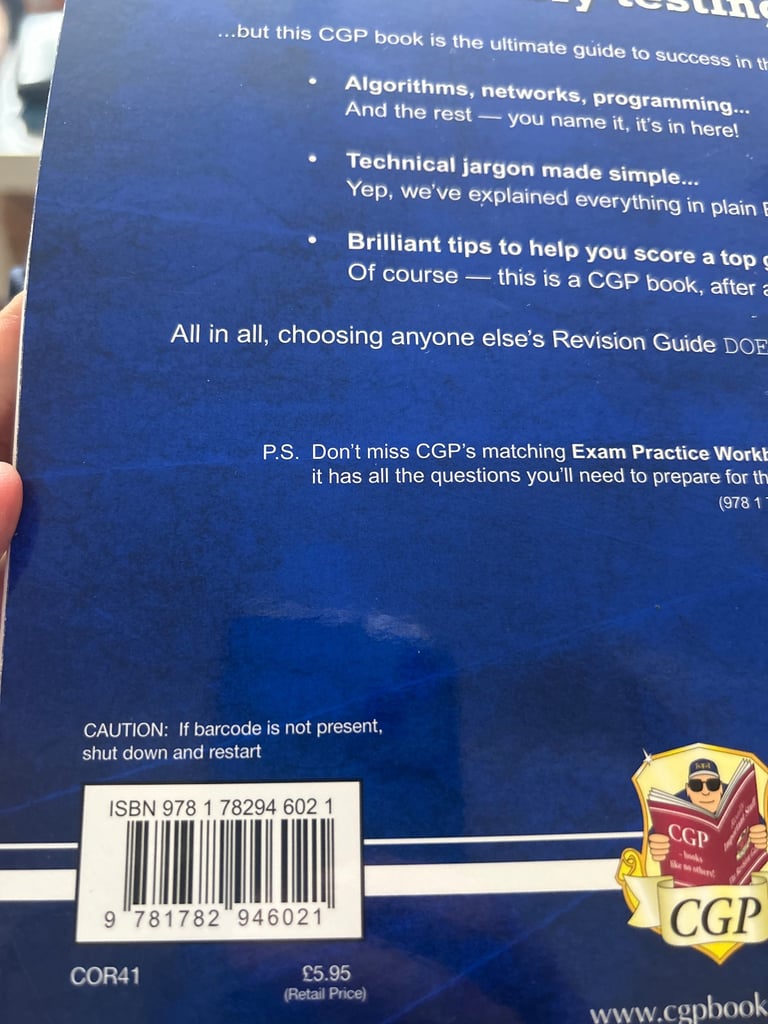 testing
...but this CGP book is the ultimate guide to success in
• Algorithms, networks, programming...
And the rest — you name it, it's in here!
• Technical jargon made simple...
Yep, we've explained everything in plain
• Brilliant tips to help you score a top
Of course — this is a CGP book, after
All in all, choosing anyone else's Revision Guide DOE
P.S. Don't miss CGP's matching Exam Practice Workb
it has all the questions you'll need to prepare for th
(978 1
CAUTION: If barcode is not present,
shut down and restart
ISBN 978 1 78294 602 1
9 781782 946021
COR41
£5.95
(Retail Price)
CGP
- books
like no others!
CGP
www.cgpbook